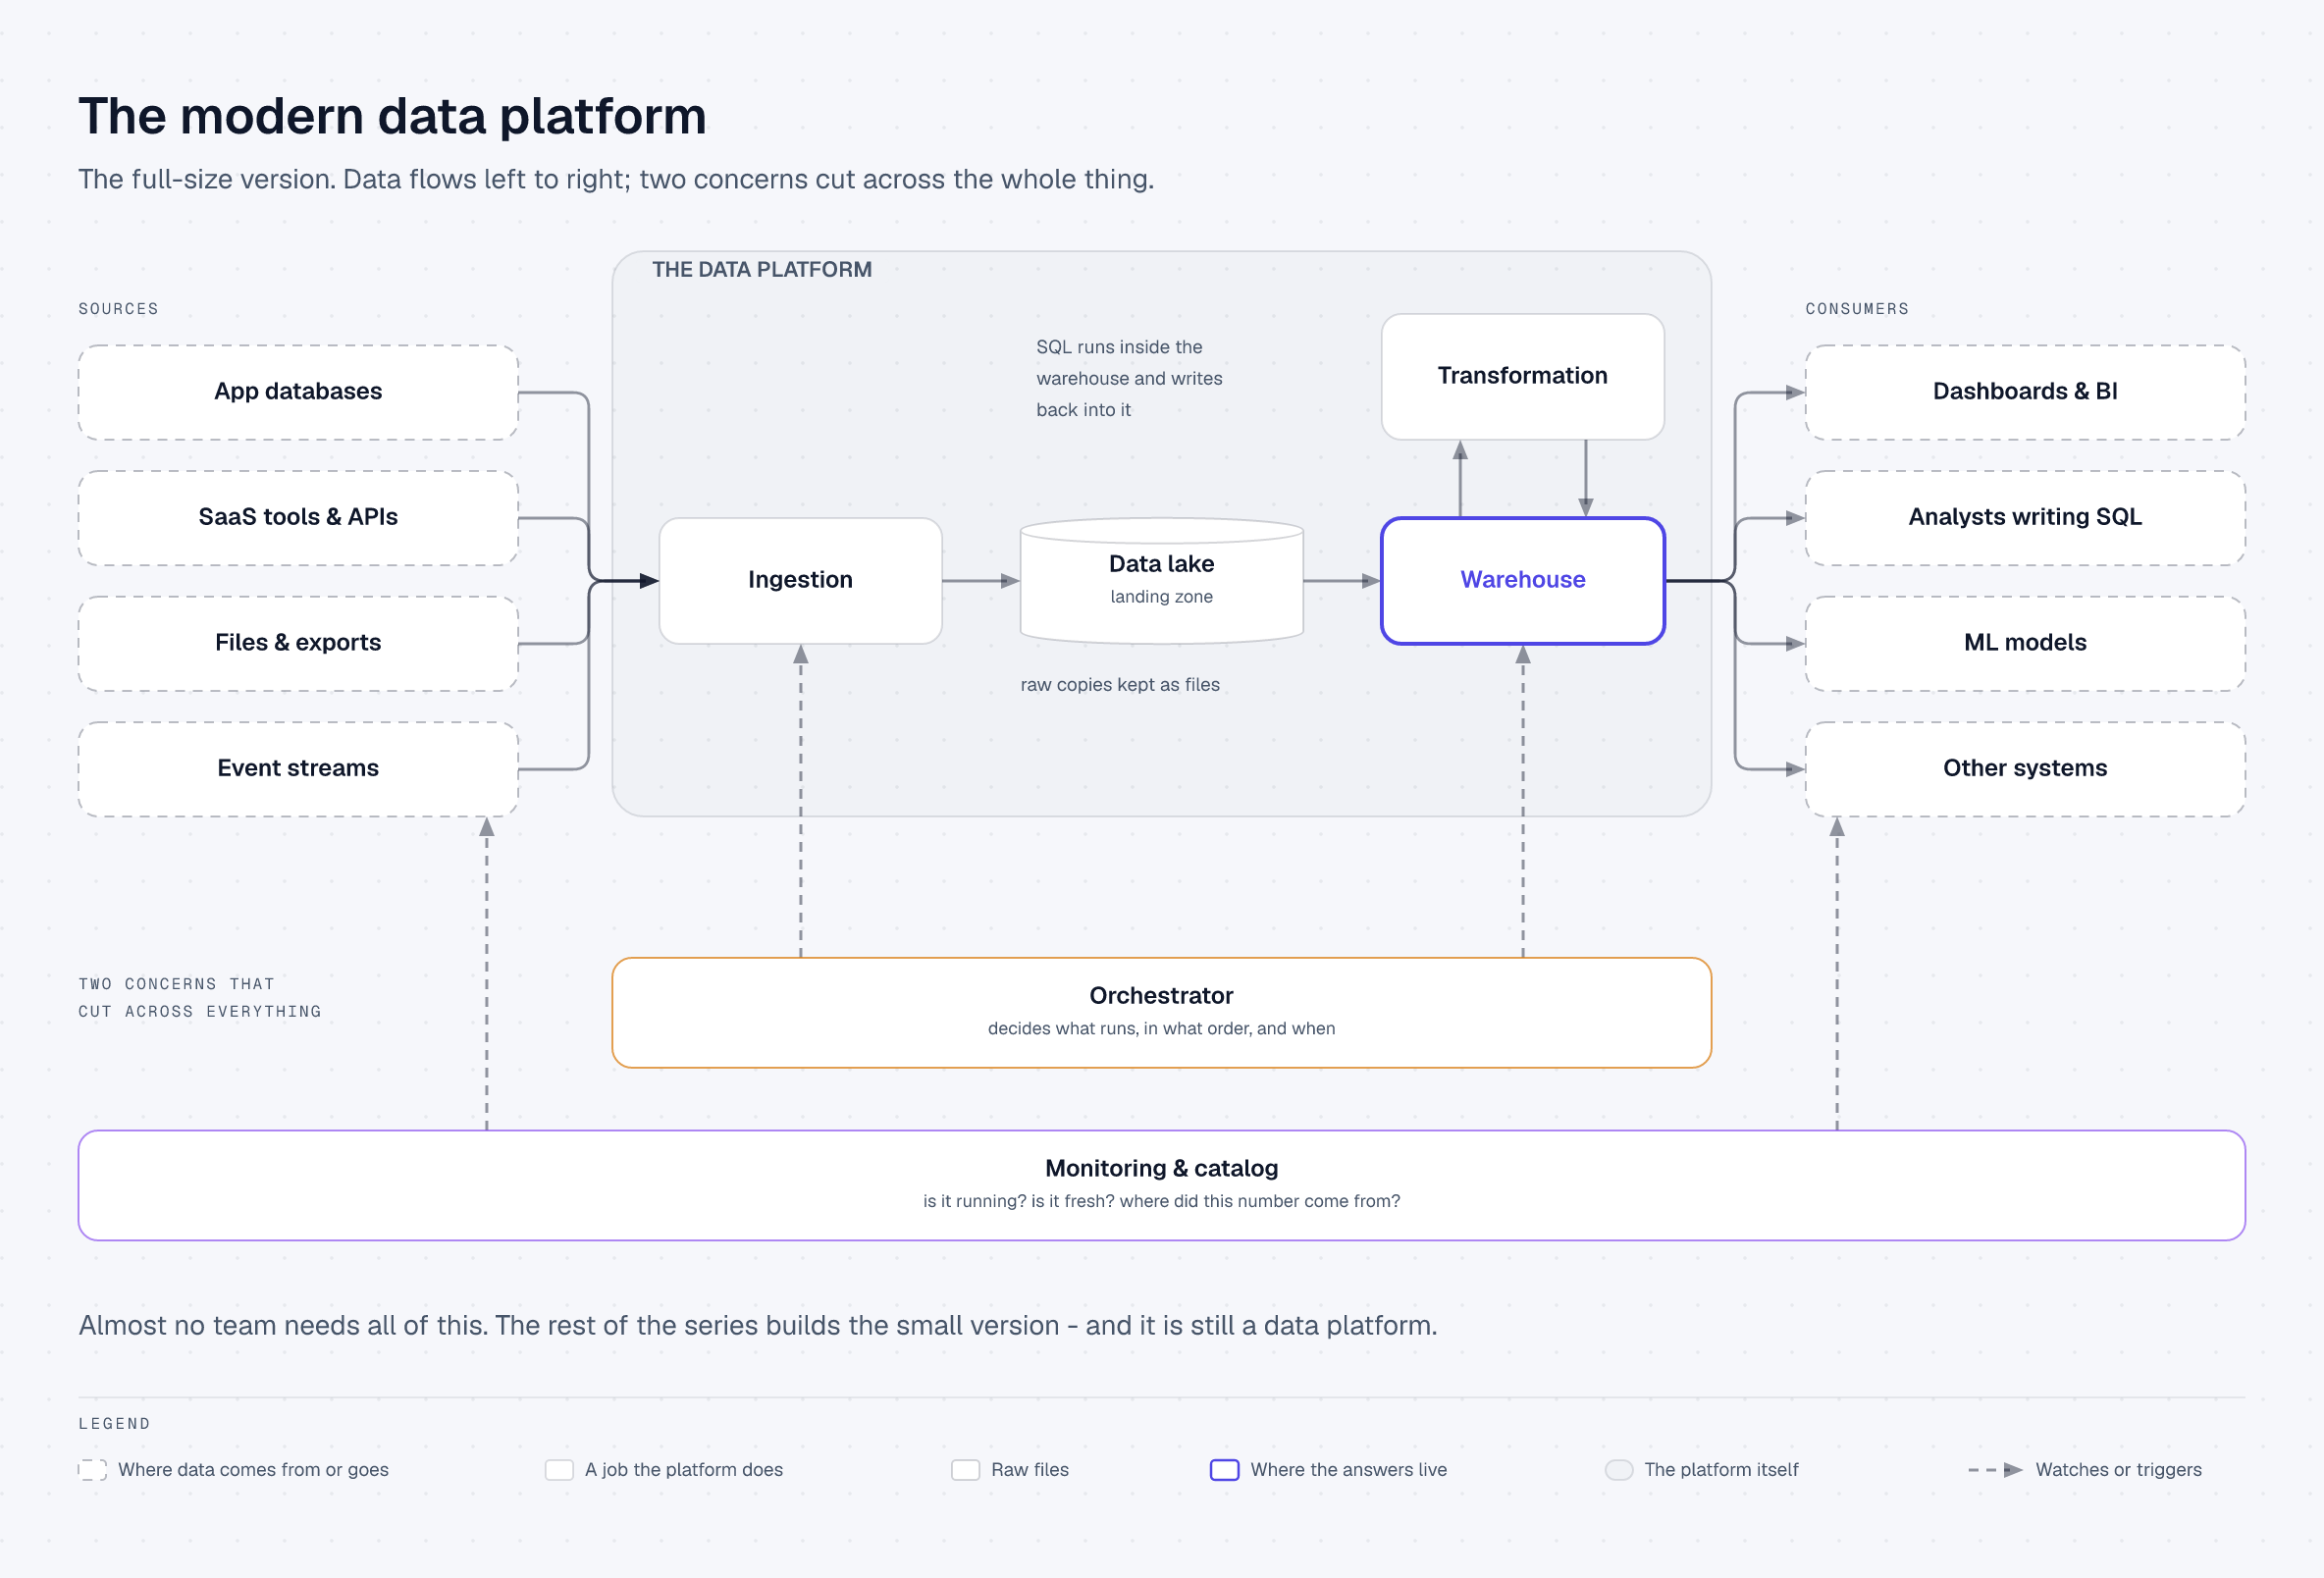 The modern data platform
The full-size version. Data flows left to right; two concerns cut across the whole thing.
THE DATA PLATFORM
SOURCES
App databases
SaaS tools & APIs
Files & exports
Event streams
SQL runs inside the
warehouse and writes
back into it
Transformation
Ingestion
Data lake
landing zone
raw copies kept as files
Warehouse
CONSUMERS
Dashboards & BI
Analysts writing SQL
ML models
Other systems
TWO CONCERNS THAT
CUT ACROSS EVERYTHING
Orchestrator
decides what runs, in what order, and when
Monitoring & catalog
is it running? is it fresh? where did this number come from?
Almost no team needs all of this. The rest of the series builds the small version - and it is still a data platform.
LEGEND
Where data comes from or goes
A job the platform does
Raw files
Where the answers live
The platform itself
Watches or triggers